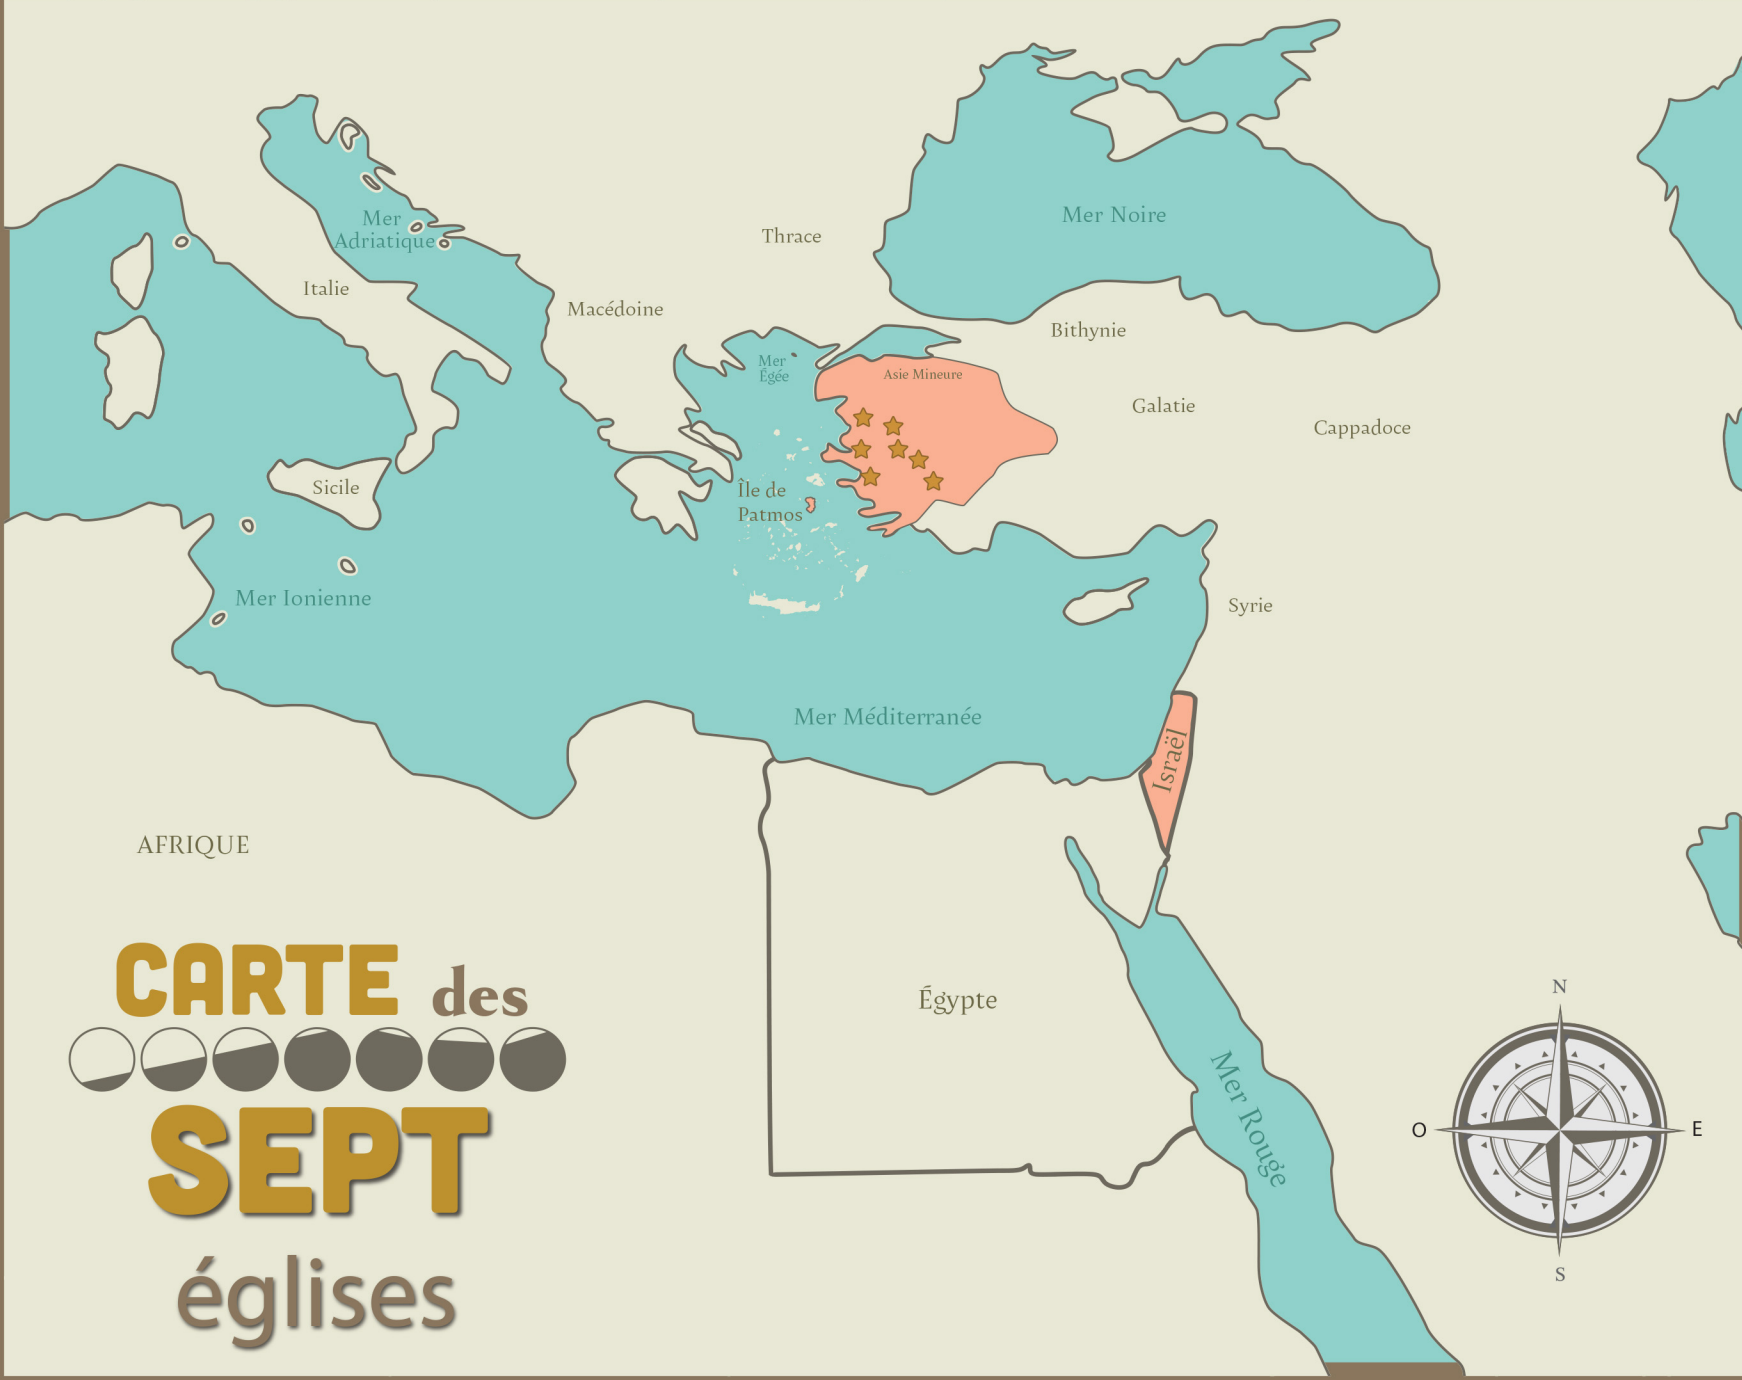 Mer Noire
Mer
Adriatique
Thrace
Italie
Macédoine
Bithynie
Mer
Égée
Asie Mineure
Galatie
Cappadoce
Sicile
Île de
Patmos
Mer Ionienne
Syrie
Mer Méditerranée
Israël
AFRIQUE
Égypte
Mer Rouge
CARTE des
SEPT
églises
N
O
E
S